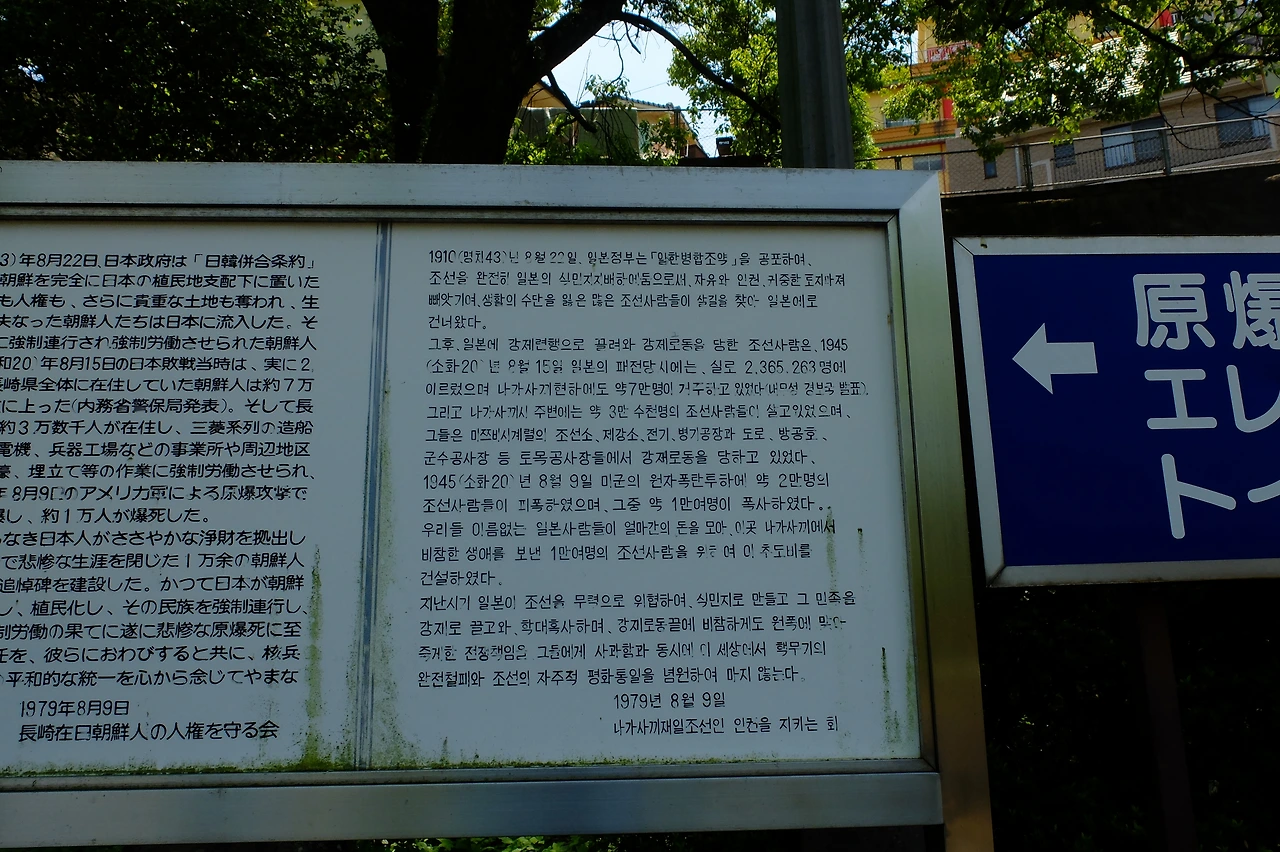 3)年8月22日、日本政府は「日韓併合条約」
朝鮮を完全に日本の植民地支配下に置いた
も人権も、さらに貴重な土地も奪われ、生
失なった朝鮮人たちは日本に流入した。そ
に強制連行され強制労働させられた朝鮮人
和20)年8月15日の日本敗戦当時は、実に2,
長崎県全体に在住していた朝鮮人は約7万
に上った(内務省警保局発表)。そして長
約3万数千人が在住し、三菱系列の造船
電機、兵器工場などの事業所や周辺地区
壕、埋立て等の作業に強制労働させられ、
年8月9日のアメリカ軍による原爆攻撃で
爆し、約1万人が爆死した。
なき日本人がささやかな浄財を拠出し
で悲惨な生涯を閉じた1万余の朝鮮人
追悼碑を建設した。かつて日本が朝鮮
し、植民化し、その民族を強制連行し、
制労働の果てに遂に悲惨な原爆死に至
任を、彼らにおわびすると共に、核兵
平和的な統一を心から念じてやまな
1979年8月9日
長崎在日朝鮮人の人権を守る会
1910(明治43)년 8월 22일, 일본정부는 「일한병합조약」을 공포하여,
조선을 완전히 일본의 식민지지배하에둠으로써, 자유와 인권, 귀중한 토지마져
빼앗기여, 생활의 수단을 잃은 많은 조선사람들이 살길을 찾아 일본에로
건너왔다.
그후, 일본에 강제련행으로 끌려와 강제로동을 당한 조선사람은, 1945
(소화20)년 8월 15일 일본의 패전당시에는, 실로 2,365,263명에
이르렀으며 나가사끼현하에도 약7만명이 거주하고 있었다(내무성 경보국 발표).
그리고 나가사끼시 주변에는 약 3만 수천명의 조선사람들이 살고있었으며,
그들은 미쯔비시계렬의 조선소, 제강소, 전기, 병기공장과 도로, 방공호,
군수공사장 등 토목공사장들에서 강제로동을 당하고 있었다.
1945(소화20)년 8월 9일 미군의 원자폭탄투하에 약 2만명의
조선사람들이 피폭하였으며, 그중 약 1만여명이 폭사하였다.
우리들 이름없는 일본사람들이 얼마간의 돈을 모아, 이곳 나가사끼에서
비참한 생애를 보낸 1만여명의 조선사람을 위하여 이 추도비를
건설하였다.
지난시기 일본이 조선을 무력으로 위협하여, 식민지로 만들고 그 민족을
강제로 끌고와, 학대혹사하며, 강제로동끝에 비참하게도 원폭에 맞아
죽게한 전쟁책임을 그들에게 사과함과 동시에 이 세상에서 핵무기의
완전철폐와 조선의 자주적 평화통일을 념원하여 마지 않는다.
1979년 8월 9일
나가사끼재일조선인 인권을 지키는 회
← 原爆
エレ
トイ